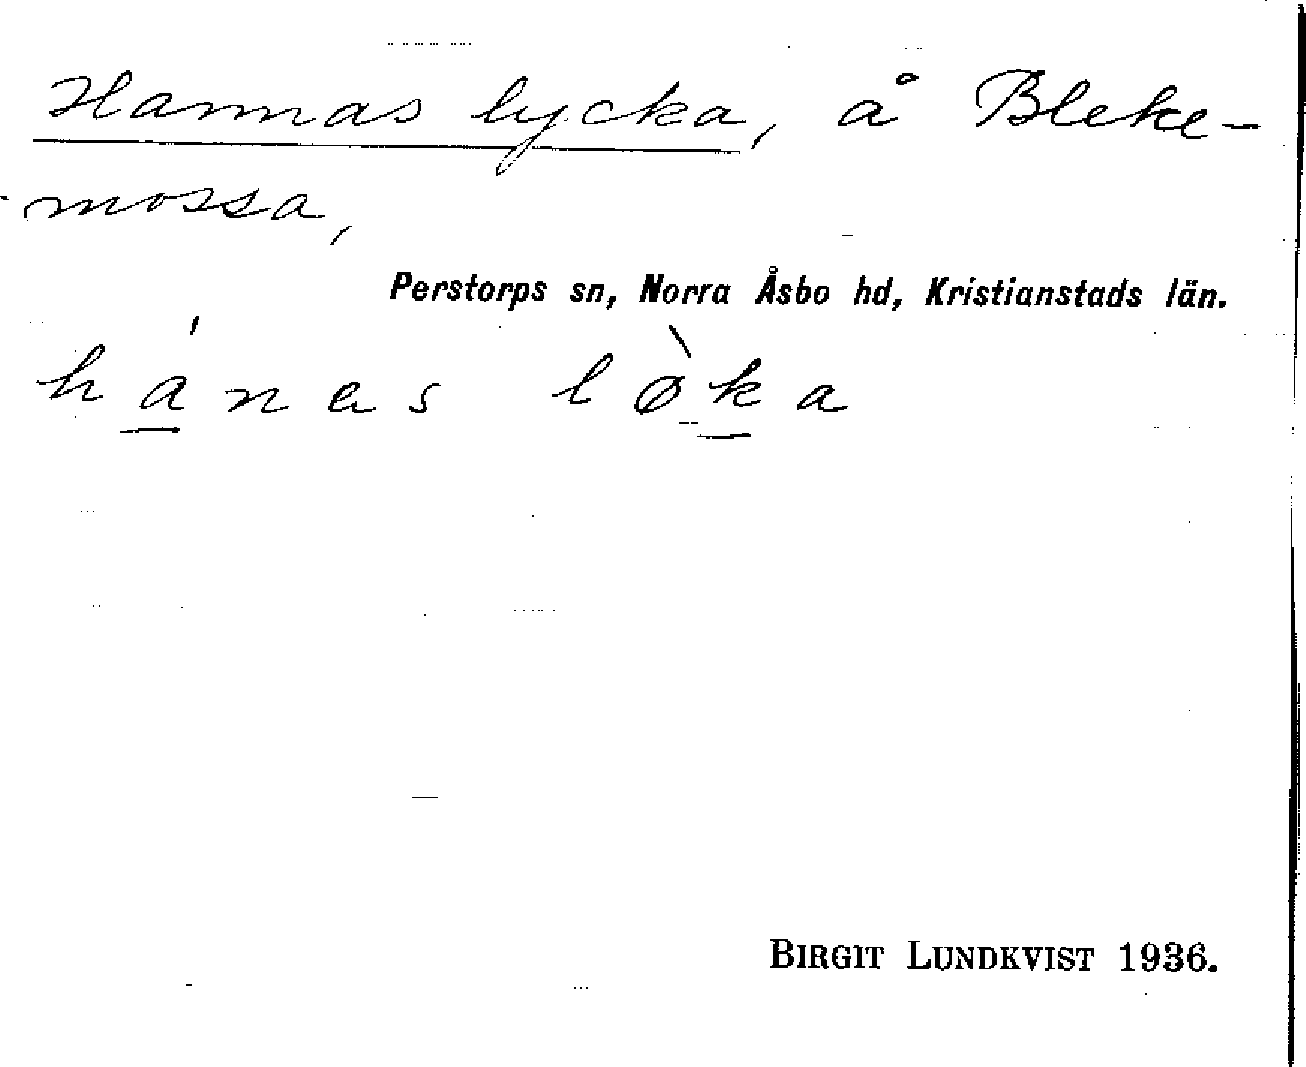 Hannas lycka, å Bleke-
mossa,
Perstorps sn, Norra Åsbo hd, Kristianstads län.
hánas lø̀ka
BIRGIT LUNDKVIST 1936.